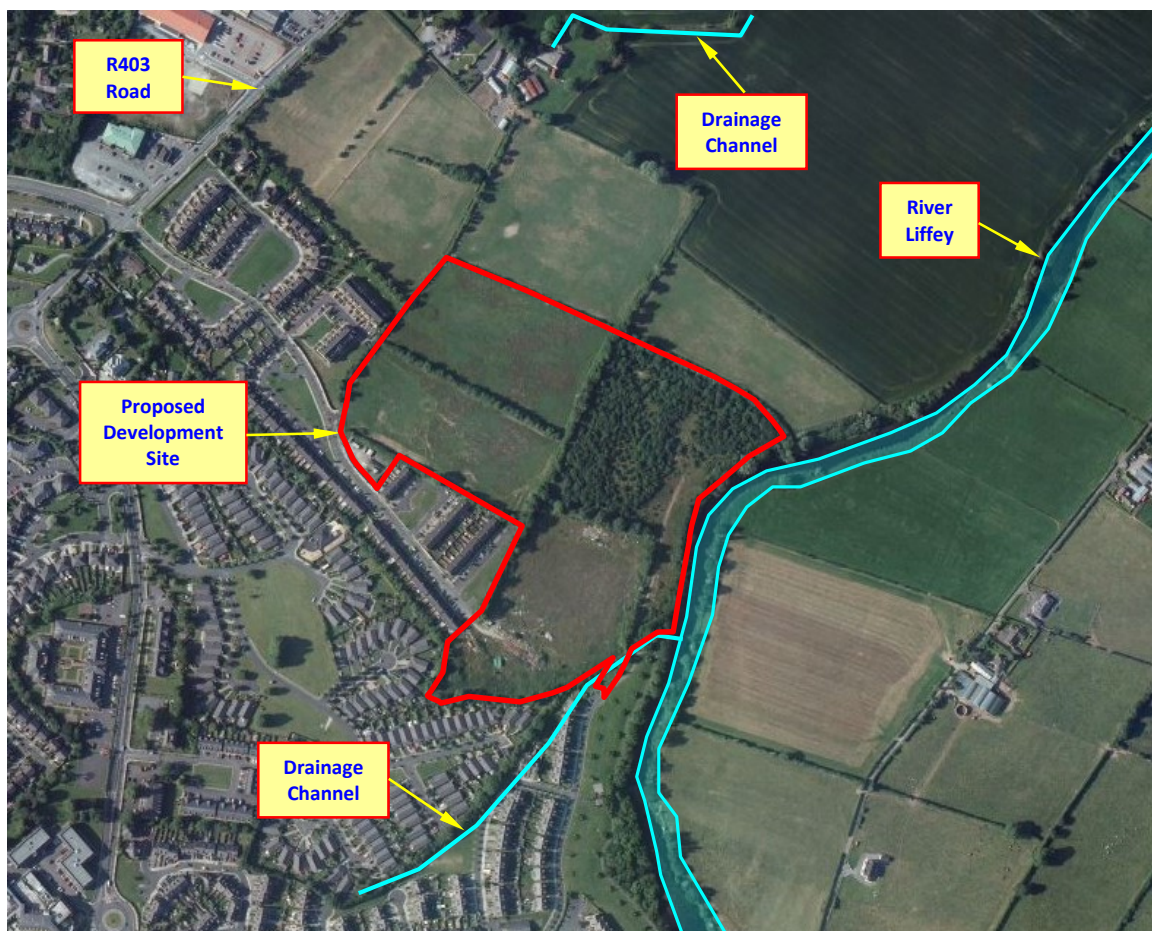 R403
Road
Drainage
Channel
River
Liffey
Proposed
Development
Site
Drainage
Channel